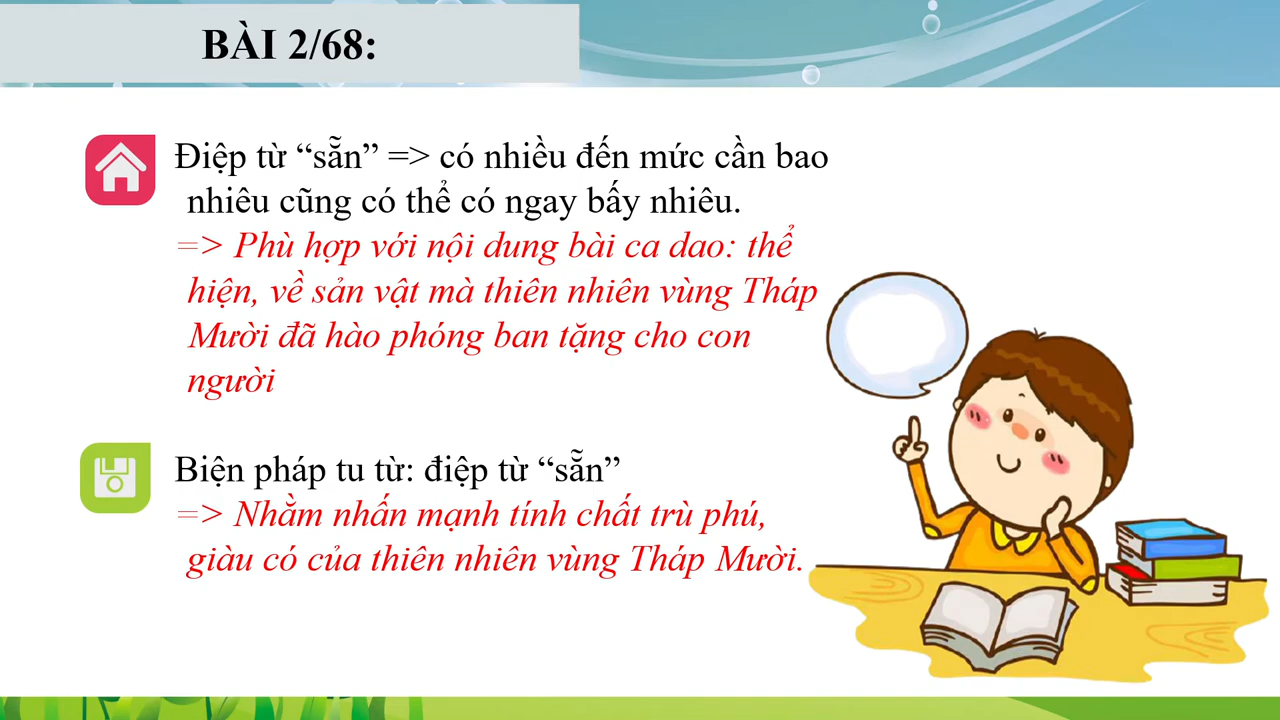 BÀI 2/68:
Điệp từ “sẵn” => có nhiều đến mức cần bao
nhiêu cũng có thể có ngay bấy nhiêu.
=> Phù hợp với nội dung bài ca dao: thể
hiện, về sản vật mà thiên nhiên vùng Tháp
Mười đã hào phóng ban tặng cho con
người
Biện pháp tu từ: điệp từ “sẵn”
=> Nhằm nhấn mạnh tính chất trù phú,
giàu có của thiên nhiên vùng Tháp Mười.